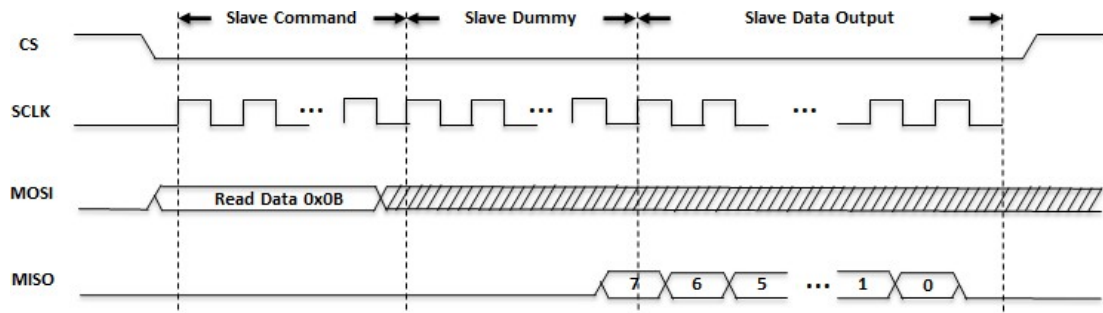 Slave Command Slave Dummy Slave Data Output
CS
SCLK ... ... ...
MOSI Read Data 0x0B
MISO 7 6 5 ... 1 0